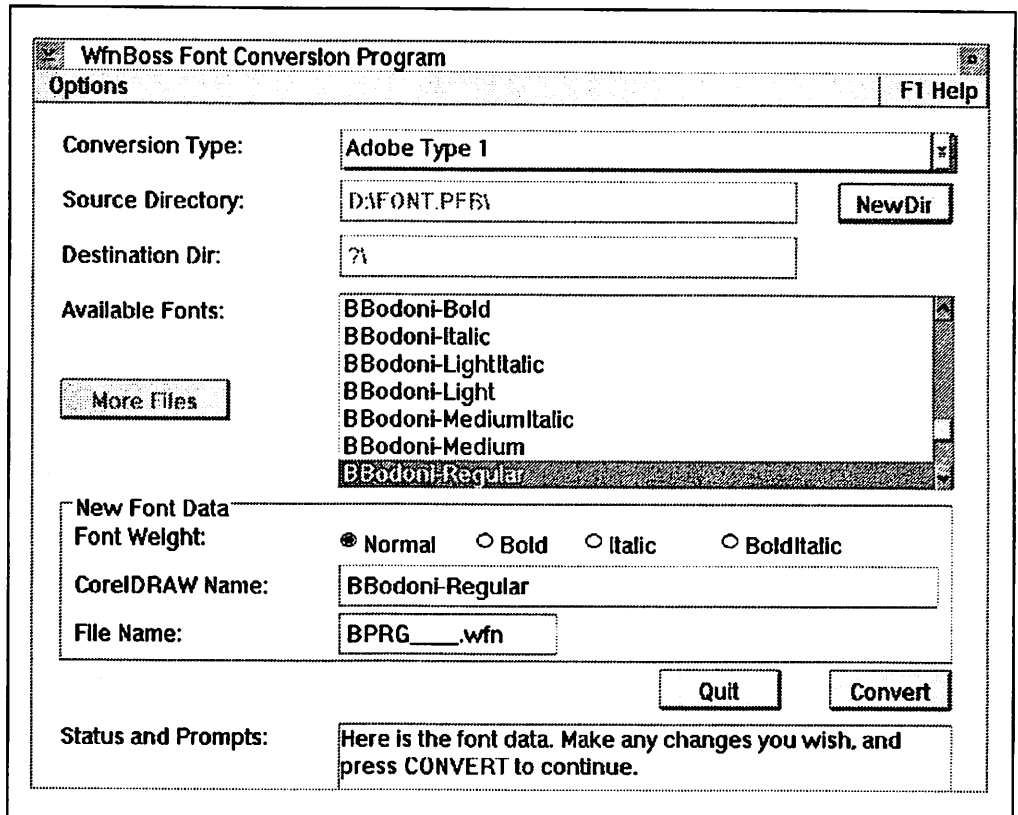 WfnBoss Font Conversion Program
Options F1 Help
Conversion Type: Adobe Type 1
Source Directory: D:\FONT.PFB\ NewDir
Destination Dir: ?\
Available Fonts: BBodoni-Bold
BBodoni-Italic
BBodoni-LightItalic
BBodoni-Light
More Files
BBodoni-MediumItalic
BBodoni-Medium
BBodoni-Regular
New Font Data
Font Weight: Normal Bold Italic BoldItalic
CorelDRAW Name: BBodoni-Regular
File Name: BPRG____.wfn
Quit Convert
Status and Prompts: Here is the font data. Make any changes you wish, and
press CONVERT to continue.